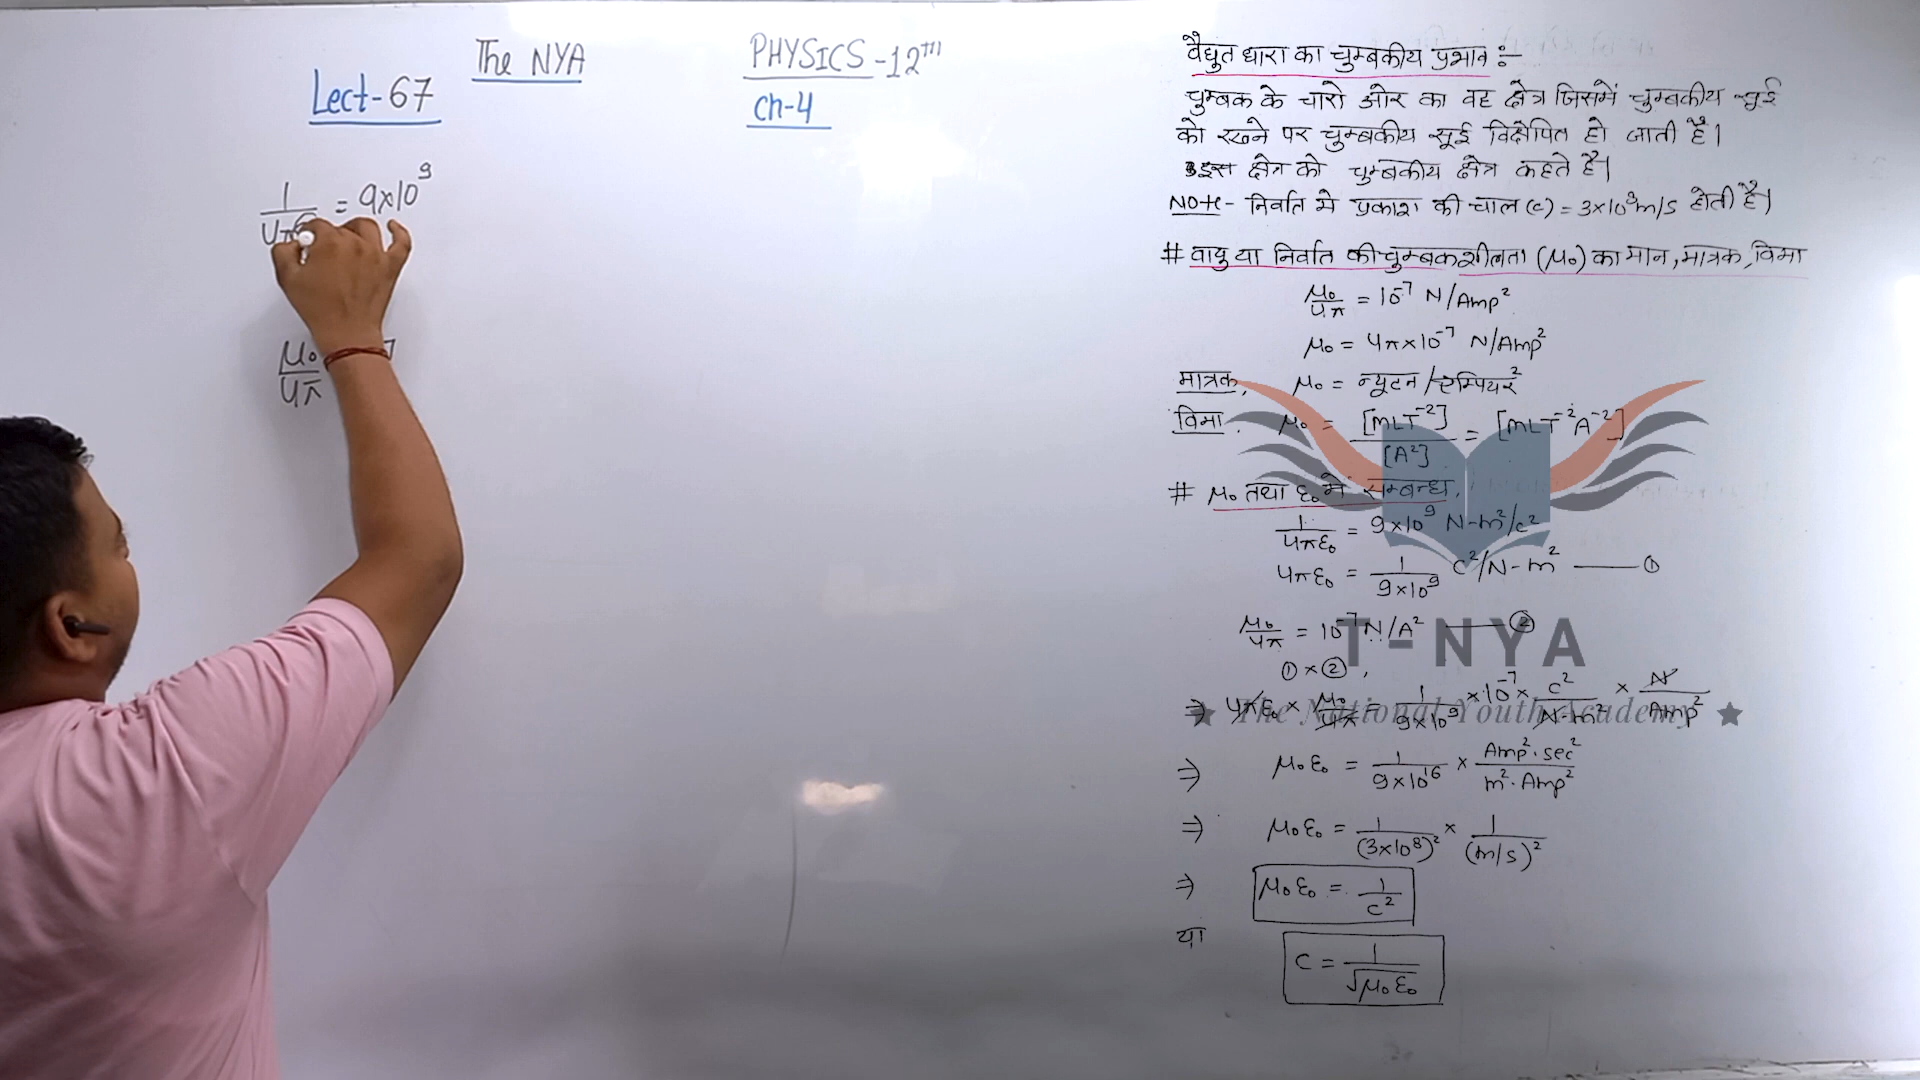 The NYA
PHYSICS-12TH
Lect-67
Ch-4
1/4π = 9×10⁹
μ₀/4π
वैधुत धारा का चुम्बकीय प्रभाव :-
चुम्बक के चारो ओर का वह क्षेत्र जिसमें चुम्बकीय सूई
को रखने पर चुम्बकीय सूई विक्षेपित हो जाती है।
इस क्षेत्र को चुम्बकीय क्षेत्र कहते है।
Note- निर्वात मे प्रकाश की चाल (c) = 3×10⁸m/s होती है।
# वायु या निर्वात की चुम्बकशीलता (μ₀) का मान, मात्रक, विमा
μ₀/4π = 10⁻⁷ N/Amp²
μ₀ = 4π×10⁻⁷ N/Amp²
मात्रक, μ₀ = न्यूटन/ऐम्पियर²
विमा, μ₀ = [MLT⁻²]/[A²] = [MLT⁻²A⁻²]
# μ₀ तथा ε₀ मे सम्बन्ध,
1/4πε₀ = 9×10⁹ N-m²/c²
4πε₀ = 1/9×10⁹ C²/N-m² —— ①
μ₀/4π = 10⁻⁷ N/A² —— ②
①×②,
⇒ 4πε₀ × μ₀/4π = 1/9×10⁹ × 10⁻⁷ × C²/N-m² × N/Amp²
⇒ μ₀ε₀ = 1/9×10¹⁶ × Amp².sec²/m².Amp²
⇒ μ₀ε₀ = 1/(3×10⁸)² × 1/(m/s)²
⇒ μ₀ε₀ = 1/c²
या
C = 1/√μ₀ε₀
T-NYA
The National Youth Academy
T-NYA